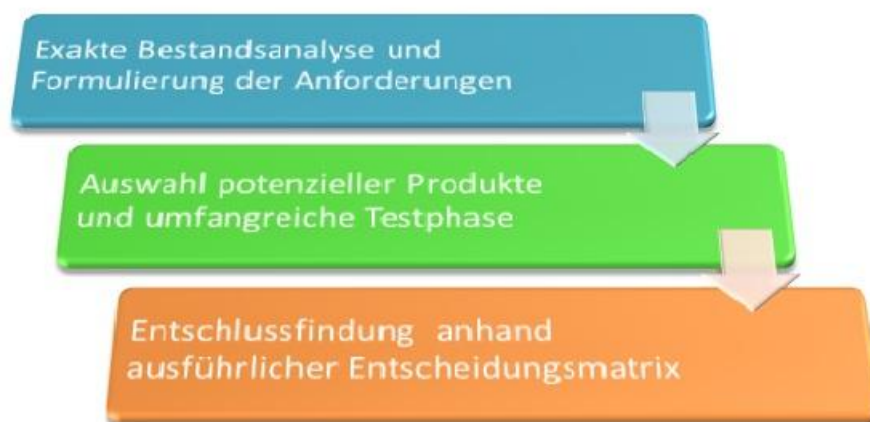 Exakte Bestandsanalyse und
Formulierung der Anforderungen
Auswahl potenzieller Produkte
und umfangreiche Testphase
Entschlussfindung anhand
ausführlicher Entscheidungsmatrix